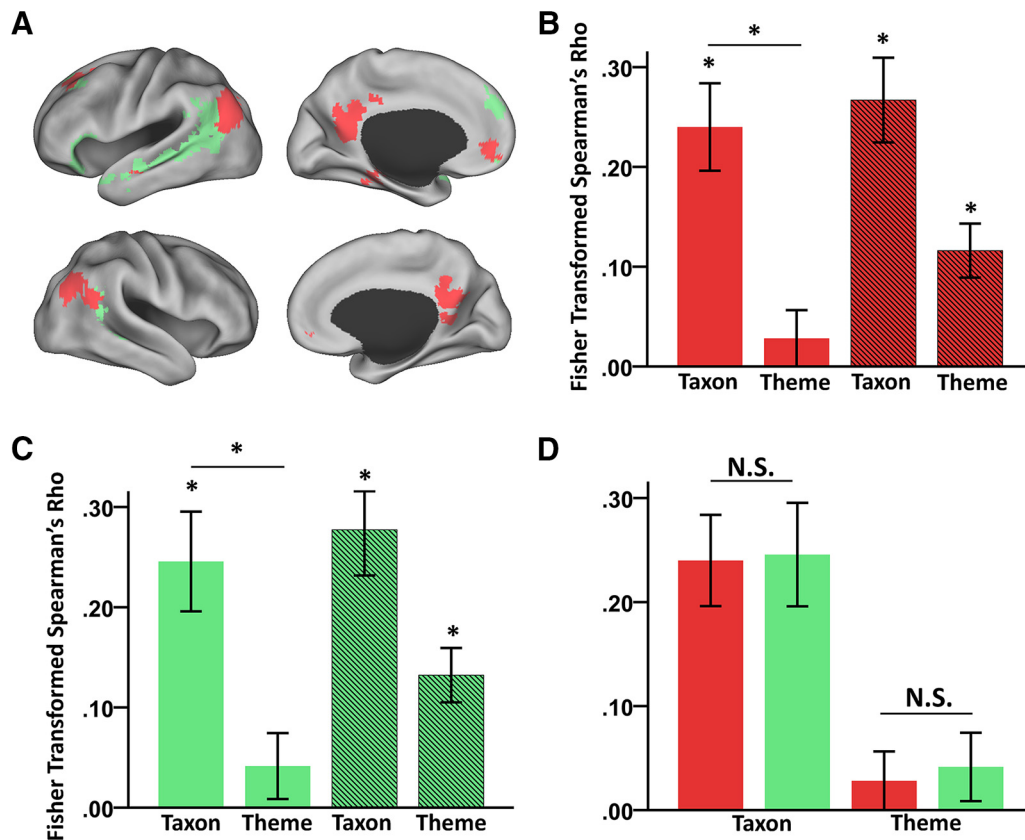 A
B
*
*
*
*
Fisher Transformed Spearman's Rho
.30
.20
.10
.00
Taxon Theme Taxon Theme
C
*
*
*
*
Fisher Transformed Spearman's Rho
.30
.20
.10
.00
Taxon Theme Taxon Theme
D
N.S.
N.S.
.30
.20
.10
.00
Taxon Theme